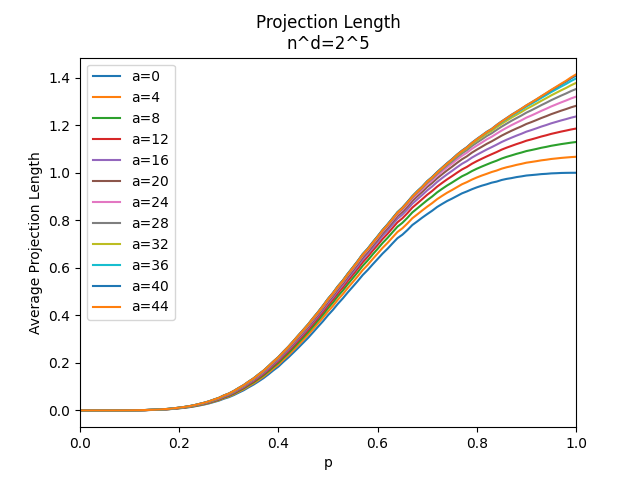 Projection Length
n^d=2^5
Average Projection Length
1.4
1.2
1.0
0.8
0.6
0.4
0.2
0.0
a=0
a=4
a=8
a=12
a=16
a=20
a=24
a=28
a=32
a=36
a=40
a=44
0.0 0.2 0.4 0.6 0.8 1.0
p